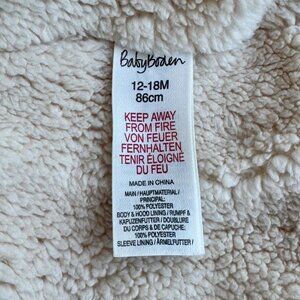 BabyBoden
12-18M
86cm
KEEP AWAY
FROM FIRE
VON FEUER
FERNHALTEN
TENIR ÉLOIGNÉ
DU FEU
MADE IN CHINA
MAIN / HAUPTMATERIAL /
PRINCIPAL:
100% POLYESTER
BODY & HOOD LINING / RUMPF &
KAPUZENFUTTER / DOUBLURE
DU CORPS & DE CAPUCHE:
100% POLYESTER
SLEEVE LINING / ÄRMELFUTTER /